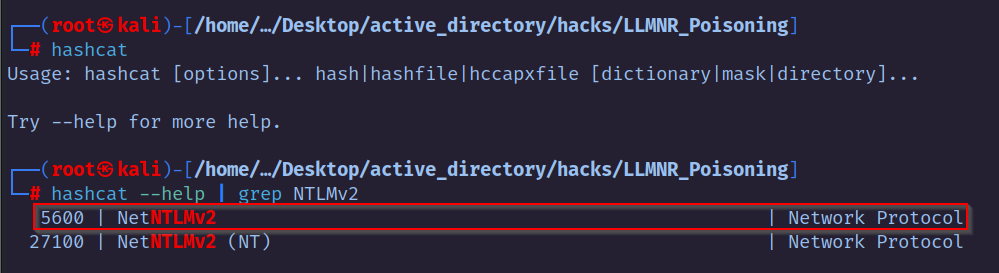 ┌──(root㉿kali)-[/home/…/Desktop/active_directory/hacks/LLMNR_Poisoning]
└─# hashcat
Usage: hashcat [options]... hash|hashfile|hccapxfile [dictionary|mask|directory]...
Try --help for more help.
┌──(root㉿kali)-[/home/…/Desktop/active_directory/hacks/LLMNR_Poisoning]
└─# hashcat --help | grep NTLMv2
5600 | NetNTLMv2 | Network Protocol
27100 | NetNTLMv2 (NT) | Network Protocol